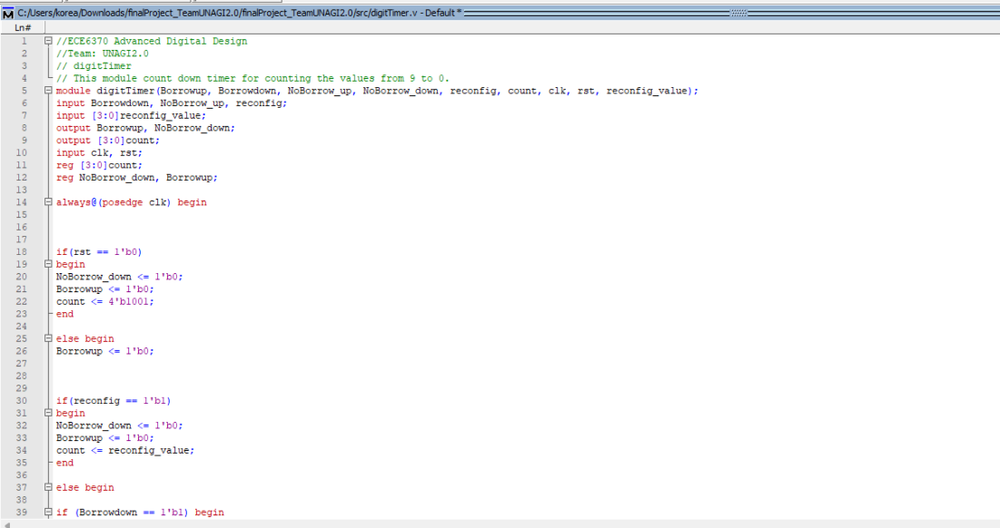 C:/Users/korea/Downloads/finalProject_TeamUNAGI2.0/finalProject_TeamUNAGI2.0/src/digitTimer.v - Default *
Ln#
1 //ECE6370 Advanced Digital Design
2 //Team: UNAGI2.0
3 // digitTimer
4 // This module count down timer for counting the values from 9 to 0.
5 module digitTimer(Borrowup, Borrowdown, NoBorrow_up, NoBorrow_down, reconfig, count, clk, rst, reconfig_value);
6 input Borrowdown, NoBorrow_up, reconfig;
7 input [3:0]reconfig_value;
8 output Borrowup, NoBorrow_down;
9 output [3:0]count;
10 input clk, rst;
11 reg [3:0]count;
12 reg NoBorrow_down, Borrowup;
13
14 always@(posedge clk) begin
15
16
17
18 if(rst == 1'b0)
19 begin
20 NoBorrow_down <= 1'b0;
21 Borrowup <= 1'b0;
22 count <= 4'b1001;
23 end
24
25 else begin
26 Borrowup <= 1'b0;
27
28
29
30 if(reconfig == 1'b1)
31 begin
32 NoBorrow_down <= 1'b0;
33 Borrowup <= 1'b0;
34 count <= reconfig_value;
35 end
36
37 else begin
38
39 if (Borrowdown == 1'b1) begin